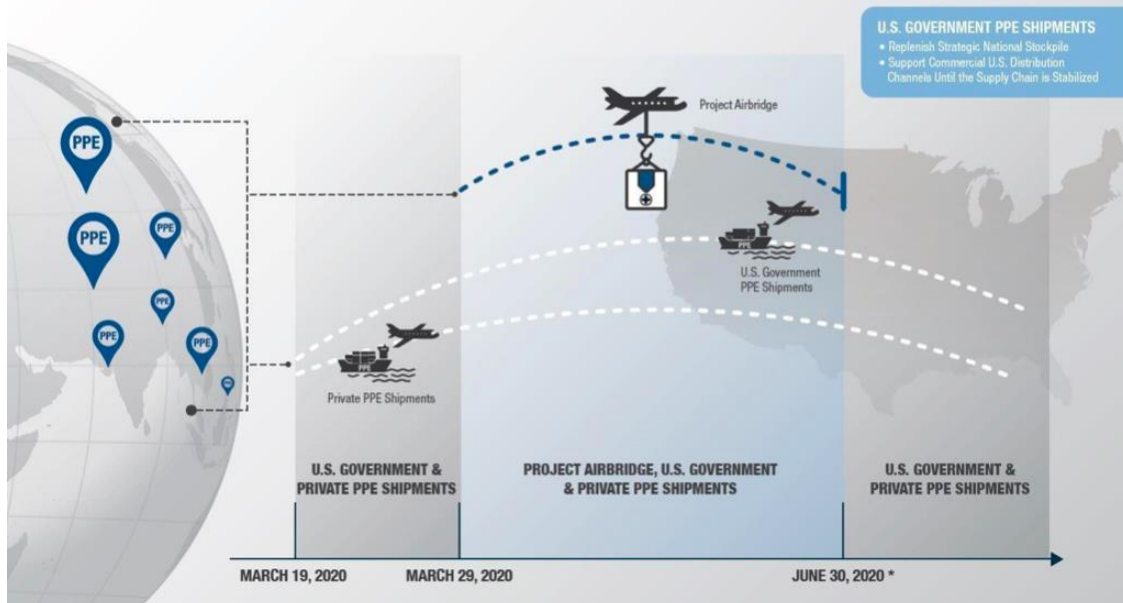 U.S. GOVERNMENT PPE SHIPMENTS
• Replenish Strategic National Stockpile
• Support Commercial U.S. Distribution
Channels Until the Supply Chain is Stabilized
Project Airbridge
PPE
PPE
PPE
PPE
PPE
PPE
PPE
PPE
U.S. Government
PPE Shipments
PPE
Private PPE Shipments
U.S. GOVERNMENT &
PRIVATE PPE SHIPMENTS
PROJECT AIRBRIDGE, U.S. GOVERNMENT
& PRIVATE PPE SHIPMENTS
U.S. GOVERNMENT &
PRIVATE PPE SHIPMENTS
MARCH 19, 2020
MARCH 29, 2020
JUNE 30, 2020 *